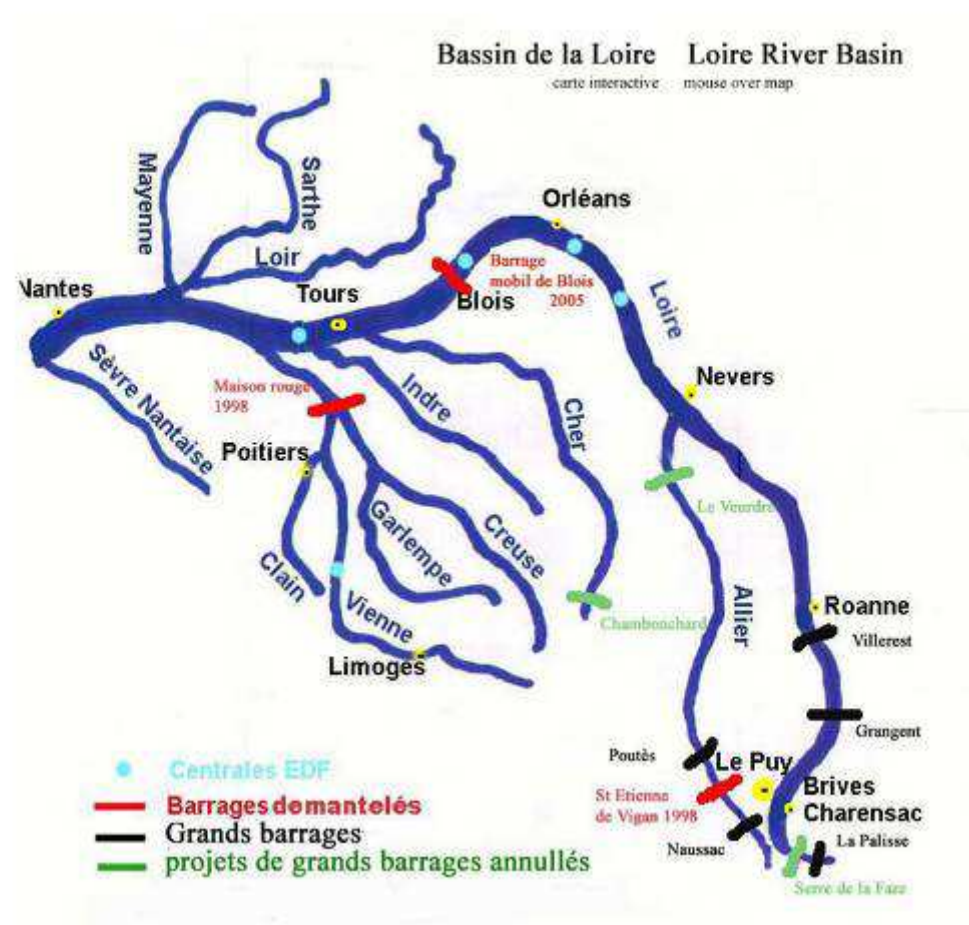 Bassin de la Loire Loire River Basin
carte interactive mouse over map
Mayenne
Sarthe
Loir
Orléans
Barrage
mobil de Blois
2005
Blois
Loire
Nantes
Tours
Nevers
Sêvre Nantaise
Maison rouge
1998
Indre
Cher
Poitiers
Le Veurdre
Garlempe
Creuse
Clain
Vienne
Chambonchard
Allier
Roanne
Villerest
Limoges
Grangent
Poutès
Le Puy
St Etienne
de Vigan 1998
Brives
Charensac
Naussac
La Palisse
Serre de la Fare
Centrales EDF
Barrages demantelés
Grands barrages
projets de grands barrages annullés